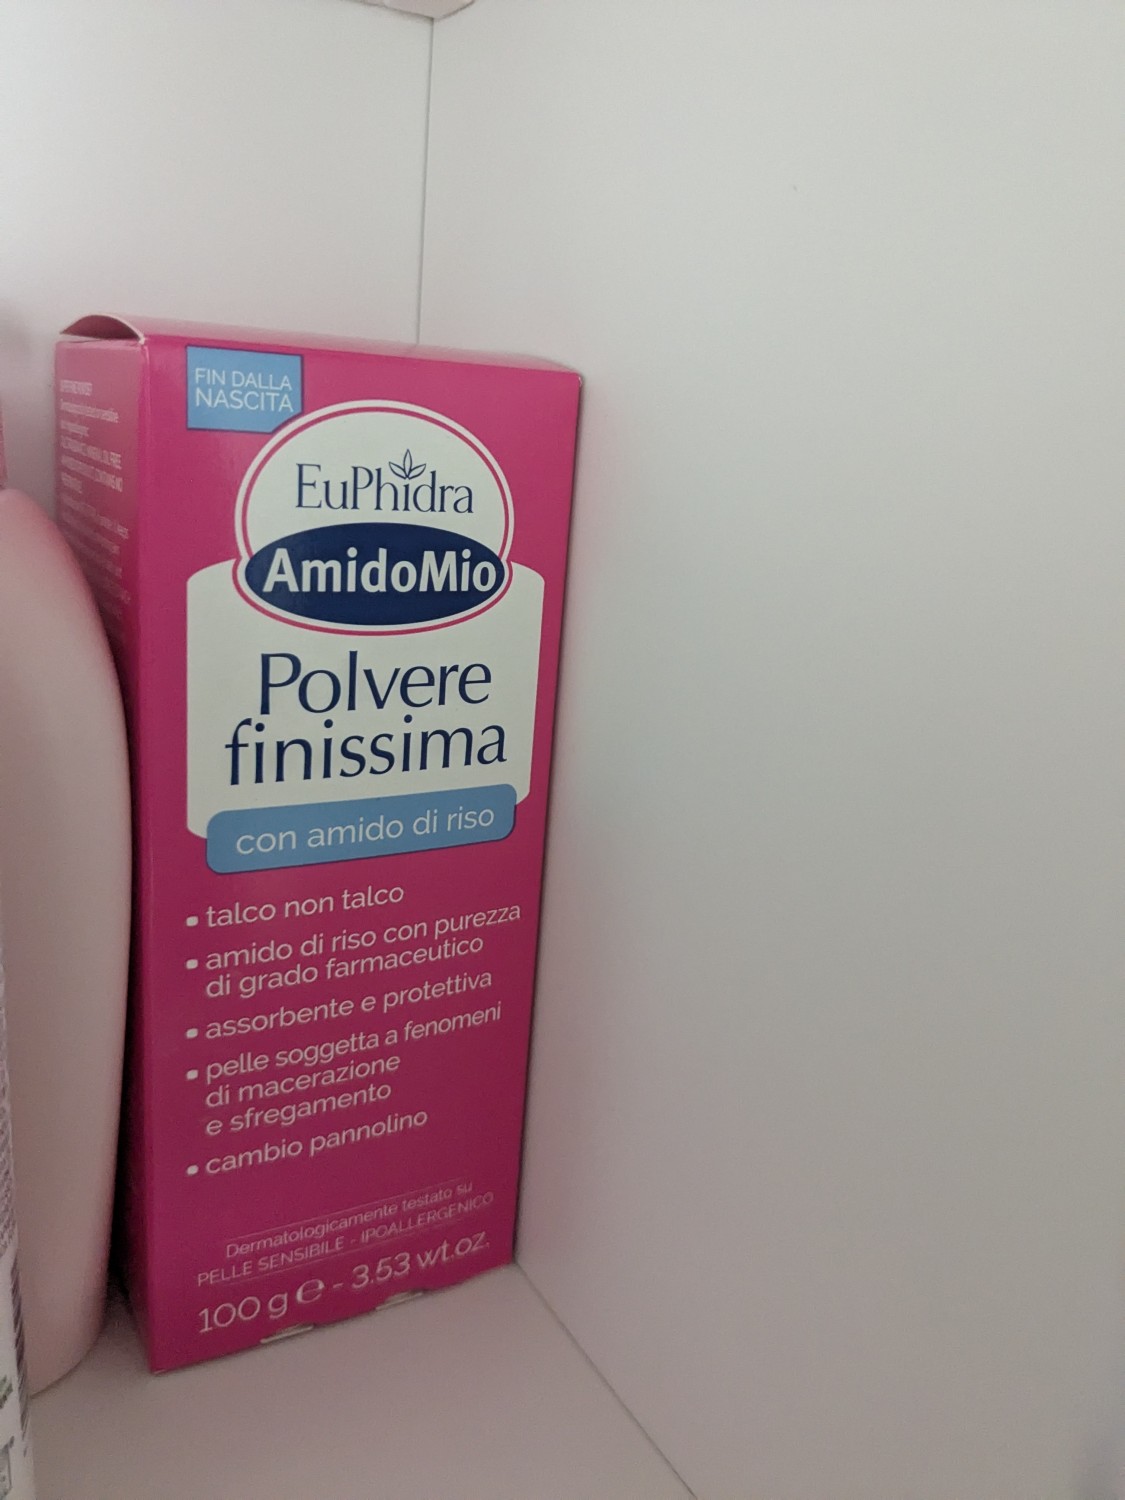 FIN DALLA
NASCITA
EuPhidra
AmidoMio
Polvere
finissima
con amido di riso
• talco non talco
• amido di riso con purezza
di grado farmaceutico
• assorbente e protettiva
• pelle soggetta a fenomeni
di macerazione
e sfregamento
• cambio pannolino
Dermatologicamente testato su
PELLE SENSIBILE - IPOALLERGENICO
100 g ℮ - 3.53 wt.oz.